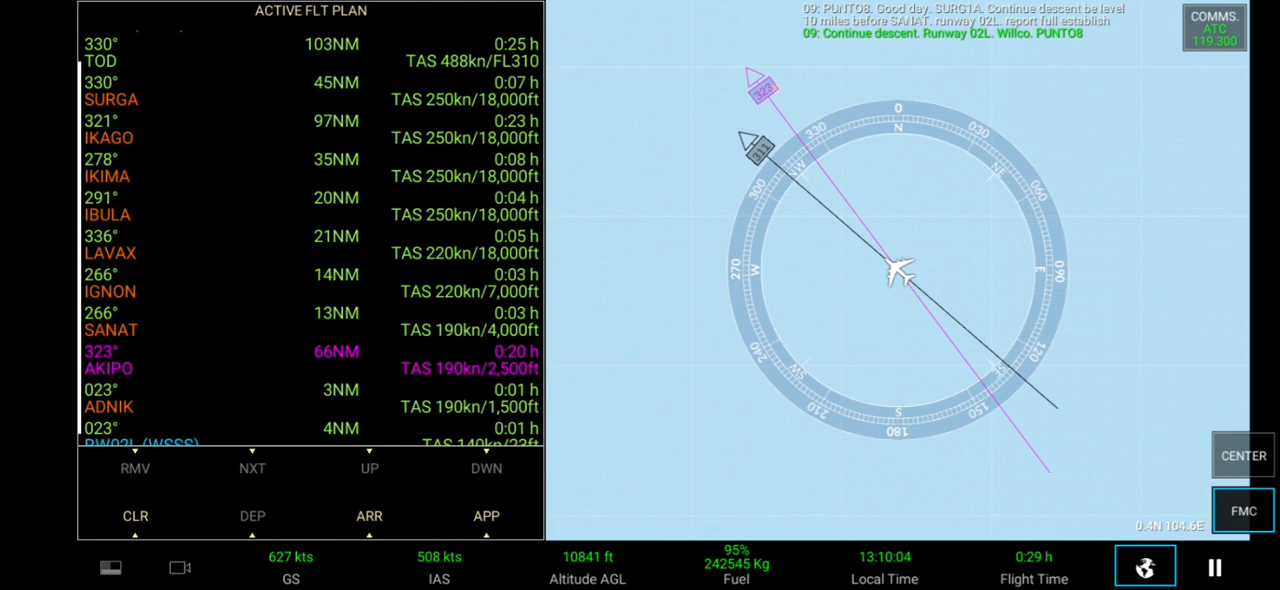 ACTIVE FLT PLAN
330° 103NM 0:25 h
TOD TAS 488kn/FL310
330° 45NM 0:07 h
SURGA TAS 250kn/18,000ft
321° 97NM 0:23 h
IKAGO TAS 250kn/18,000ft
278° 35NM 0:08 h
IKIMA TAS 250kn/18,000ft
291° 20NM 0:04 h
IBULA TAS 250kn/18,000ft
336° 21NM 0:05 h
LAVAX TAS 220kn/18,000ft
266° 14NM 0:03 h
IGNON TAS 220kn/7,000ft
266° 13NM 0:03 h
SANAT TAS 190kn/4,000ft
323° 66NM 0:20 h
AKIPO TAS 190kn/2,500ft
023° 3NM 0:01 h
ADNIK TAS 190kn/1,500ft
023° 4NM 0:01 h
RW02L (WSSS) TAS 140kn/23ft
RMV NXT UP DWN
CLR DEP ARR APP
09: PUNTO8. Good day. SURG1A. Continue descent be level
10 miles before SANAT. runway 02L. report full establish
09: Continue descent. Runway 02L. Willco. PUNTO8
COMMS.
ATC
119.300
323
311
0
N
030
NE
060
090
E
120
SE
150
180
S
210
SW
240
270
W
300
NW
330
CENTER
FMC
0.4N 104.6E
627 kts
GS
508 kts
IAS
10841 ft
Altitude AGL
95%
242545 Kg
Fuel
13:10:04
Local Time
0:29 h
Flight Time